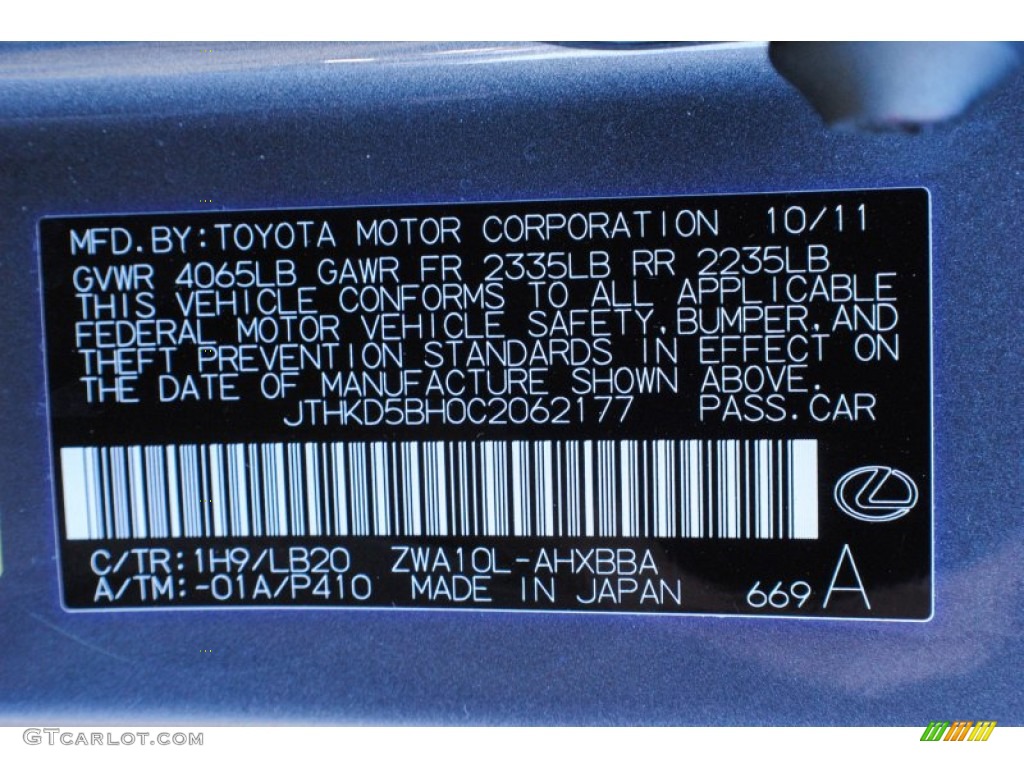 MFD.BY:TOYOTA MOTOR CORPORATION 10/11
GVWR 4065LB GAWR FR 2335LB RR 2235LB
THIS VEHICLE CONFORMS TO ALL APPLICABLE
FEDERAL MOTOR VEHICLE SAFETY,BUMPER,AND
THEFT PREVENTION STANDARDS IN EFFECT ON
THE DATE OF MANUFACTURE SHOWN ABOVE.
JTHKD5BH0C2062177 PASS.CAR
C/TR:1H9/LB20 ZWA10L-AHXBBA
A/TM:-01A/P410 MADE IN JAPAN 669 A
GTCarlot.com